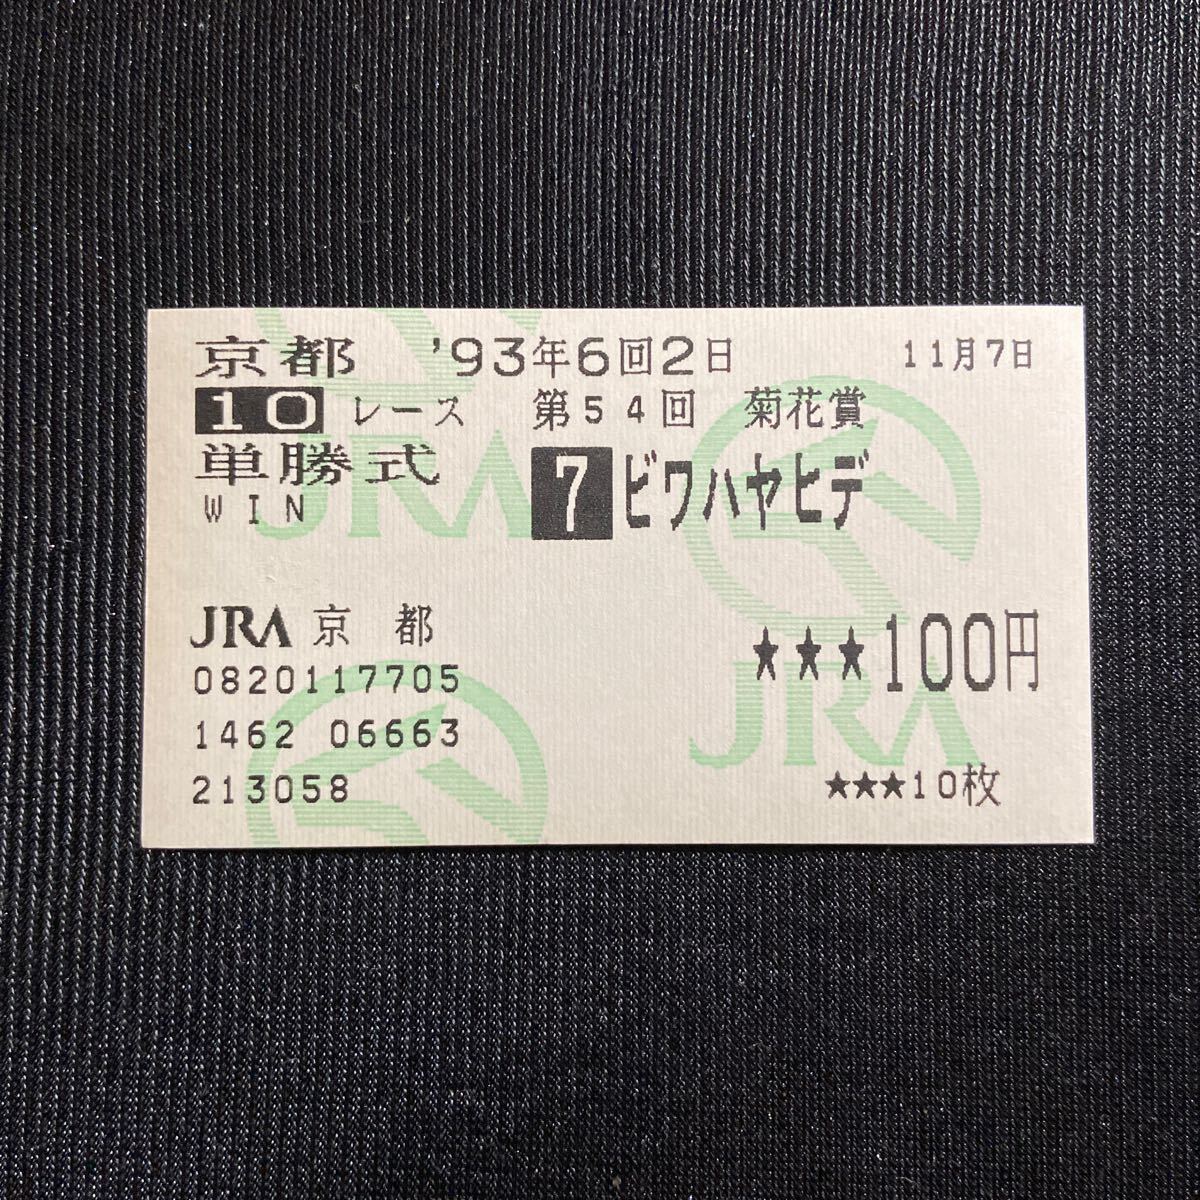 京都 '93年6回2日 11月7日
10 レース 第54回 菊花賞
単勝式 7 ビワハヤヒデ
WIN
JRA
JRA 京 都
★★★100円
0820117705
JRA
1462 06663
213058
★★★10枚